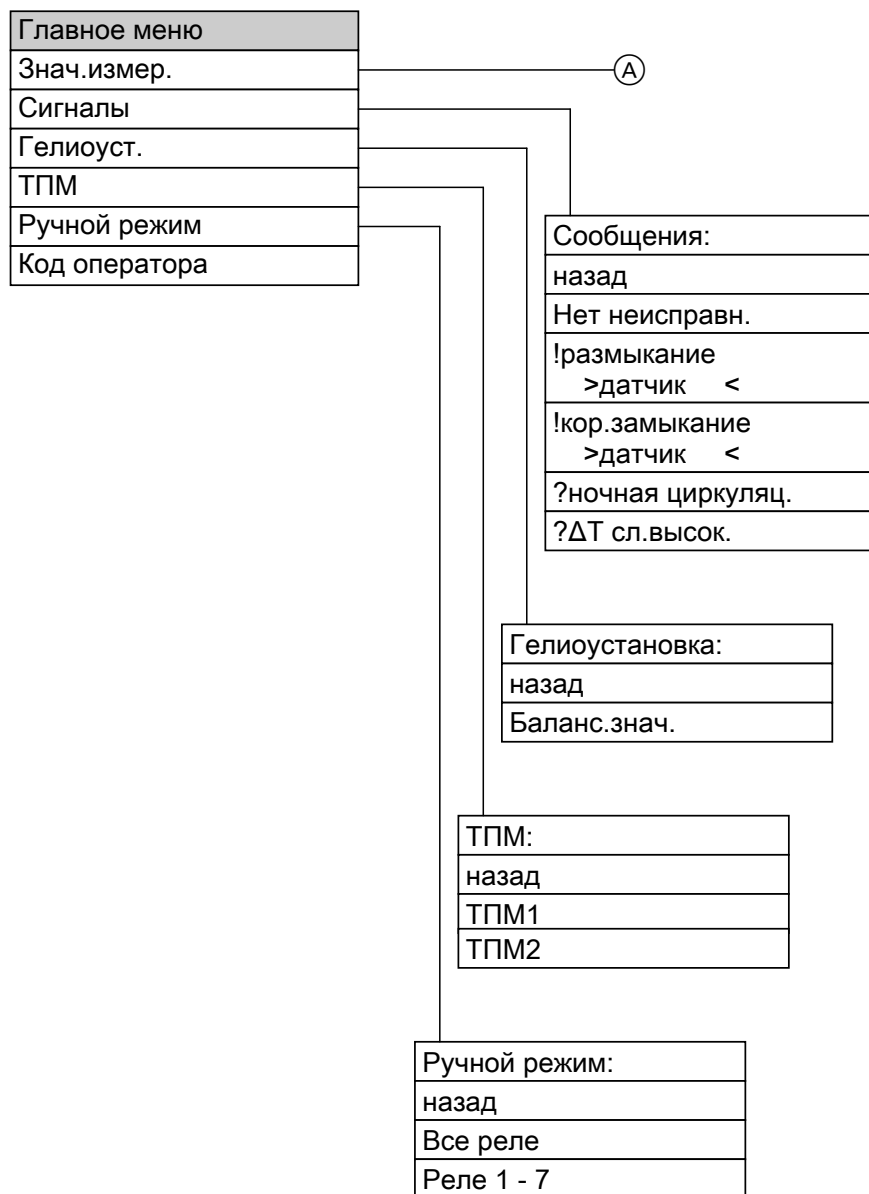 Главное меню
Знач.измер.
A
Сигналы
Гелиоуст.
ТПМ
Ручной режим
Код оператора
Сообщения:
назад
Нет неисправн.
!размыкание
>датчик <
!кор.замыкание
>датчик <
?ночная циркуляц.
?ΔT сл.высок.
Гелиоустановка:
назад
Баланс.знач.
ТПМ:
назад
ТПМ1
ТПМ2
Ручной режим:
назад
Все реле
Реле 1 - 7